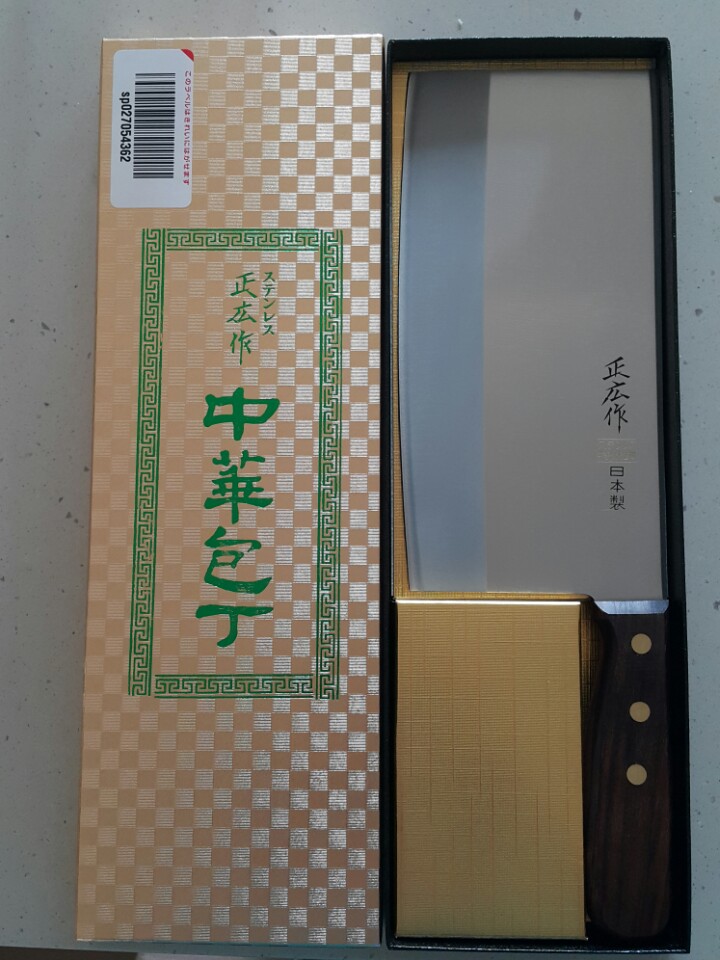 このラベルはきれいにはがせます
sp027054362
ステンレス
正広作
中華包丁
正広作
日本製